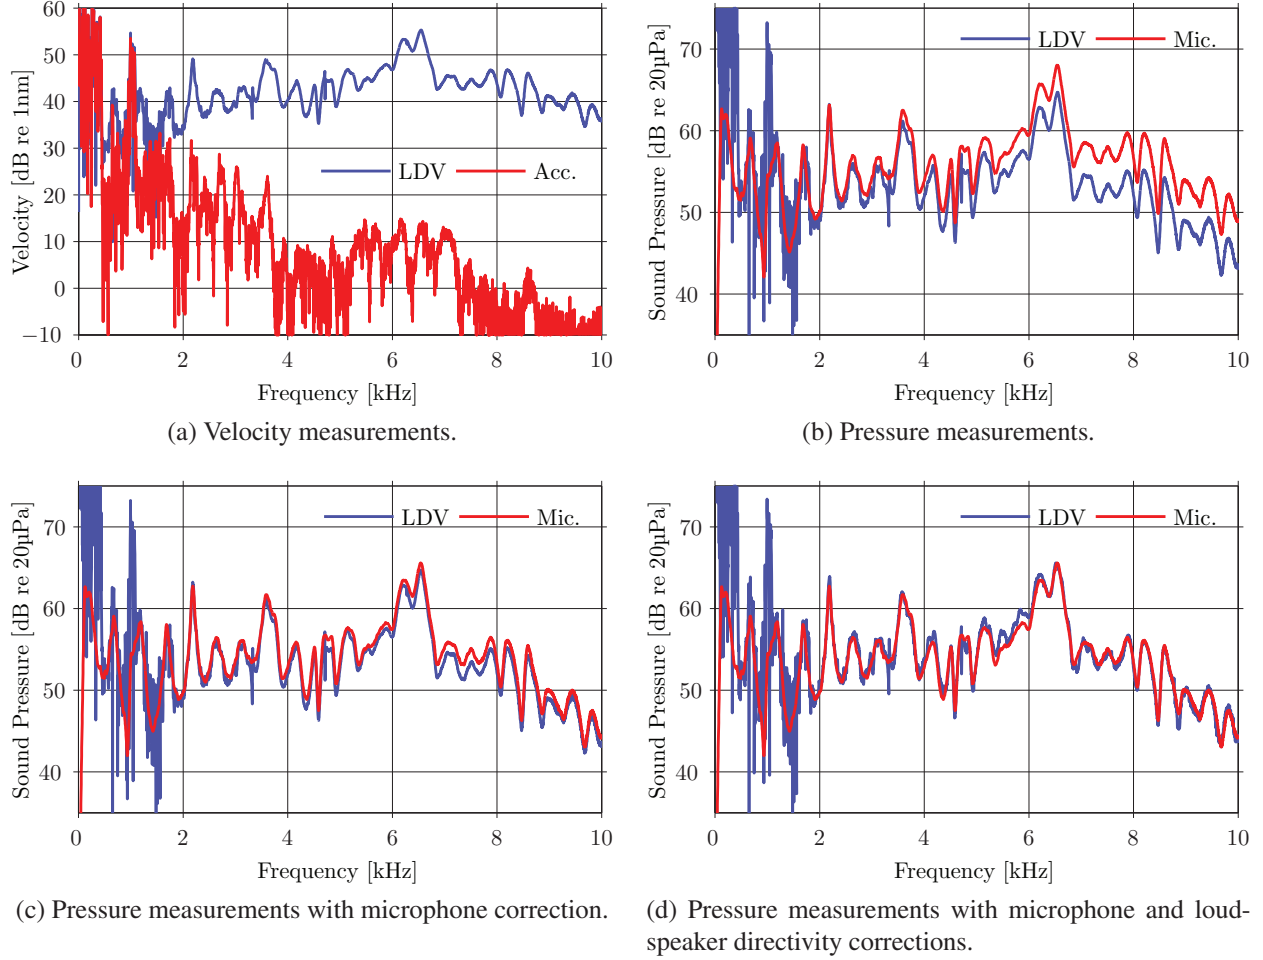 60
50
40
30
20
10
0
−10
Velocity [dB re 1nm]
LDV
Acc.
0
2
4
6
8
10
Frequency [kHz]
(a) Velocity measurements.
70
60
50
40
Sound Pressure [dB re 20µPa]
LDV
Mic.
0
2
4
6
8
10
Frequency [kHz]
(b) Pressure measurements.
70
60
50
40
Sound Pressure [dB re 20µPa]
LDV
Mic.
0
2
4
6
8
10
Frequency [kHz]
(c) Pressure measurements with microphone correction.
70
60
50
40
Sound Pressure [dB re 20µPa]
LDV
Mic.
0
2
4
6
8
10
Frequency [kHz]
(d) Pressure measurements with microphone and loud-
speaker directivity corrections.